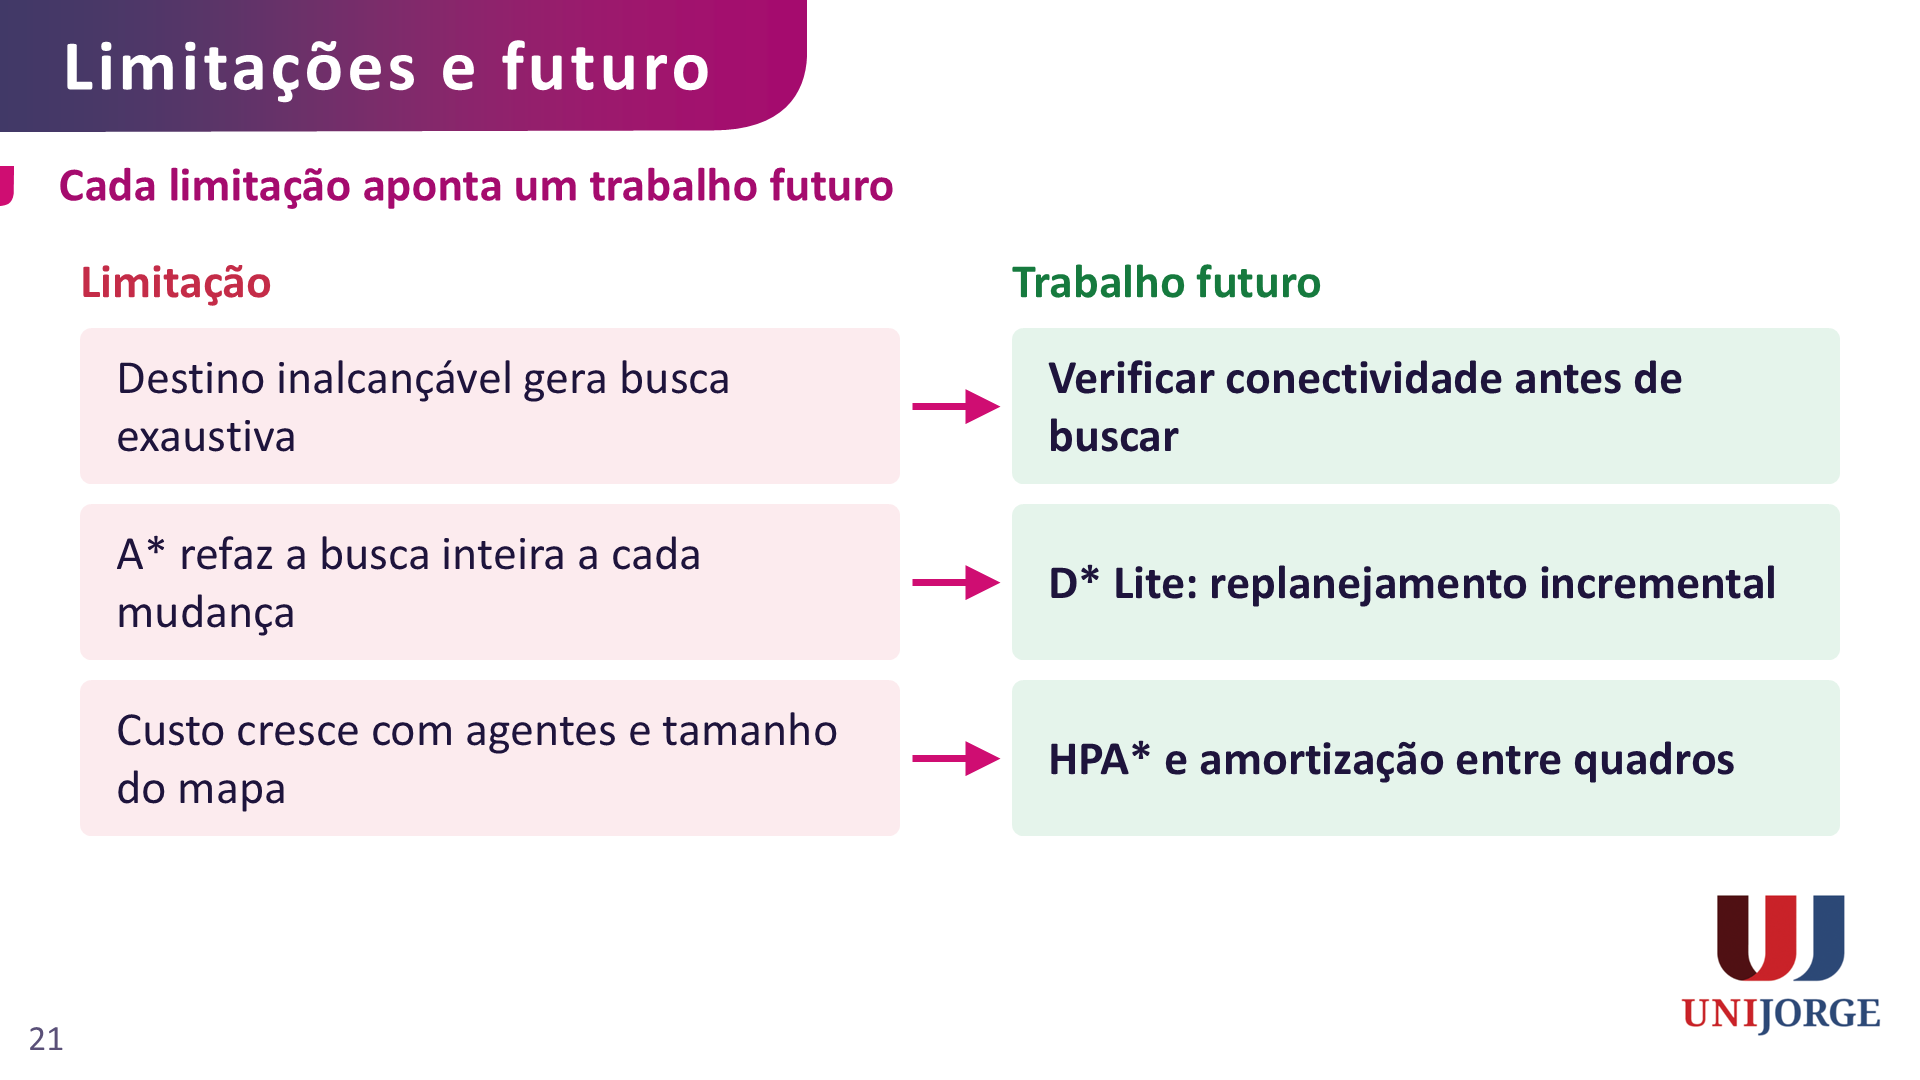 Limitações e futuro
Cada limitação aponta um trabalho futuro
Limitação
Trabalho futuro
Destino inalcançável gera busca
exaustiva
Verificar conectividade antes de
buscar
A* refaz a busca inteira a cada
mudança
D* Lite: replanejamento incremental
Custo cresce com agentes e tamanho
do mapa
HPA* e amortização entre quadros
UNIJORGE
21